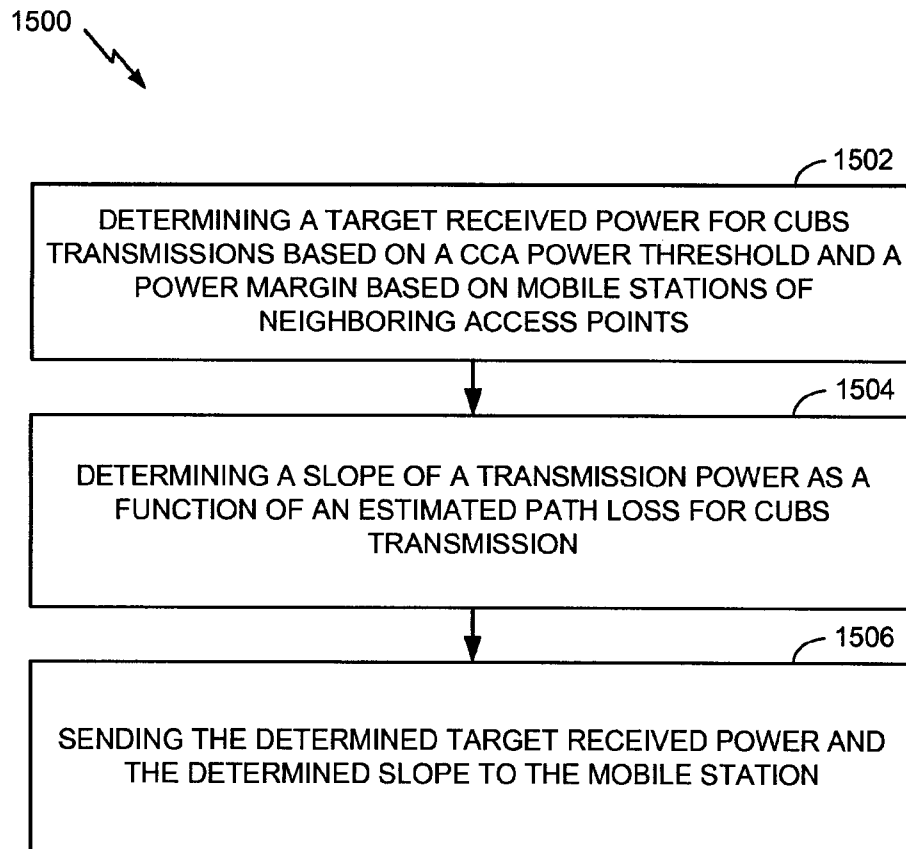 1500
1502
DETERMINING A TARGET RECEIVED POWER FOR CUBS
TRANSMISSIONS BASED ON A CCA POWER THRESHOLD AND A
POWER MARGIN BASED ON MOBILE STATIONS OF
NEIGHBORING ACCESS POINTS
1504
DETERMINING A SLOPE OF A TRANSMISSION POWER AS A
FUNCTION OF AN ESTIMATED PATH LOSS FOR CUBS
TRANSMISSION
1506
SENDING THE DETERMINED TARGET RECEIVED POWER AND
THE DETERMINED SLOPE TO THE MOBILE STATION